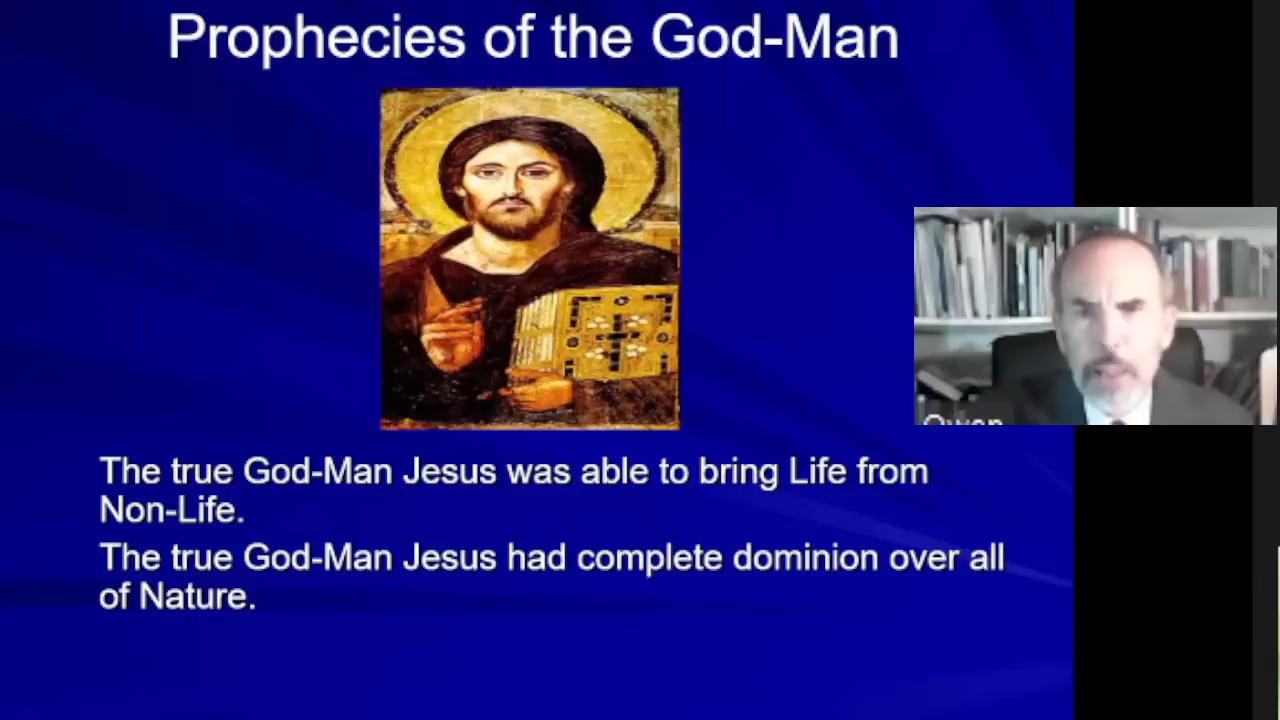 Prophecies of the God-Man
The true God-Man Jesus was able to bring Life from
Non-Life.
The true God-Man Jesus had complete dominion over all
of Nature.
Owen